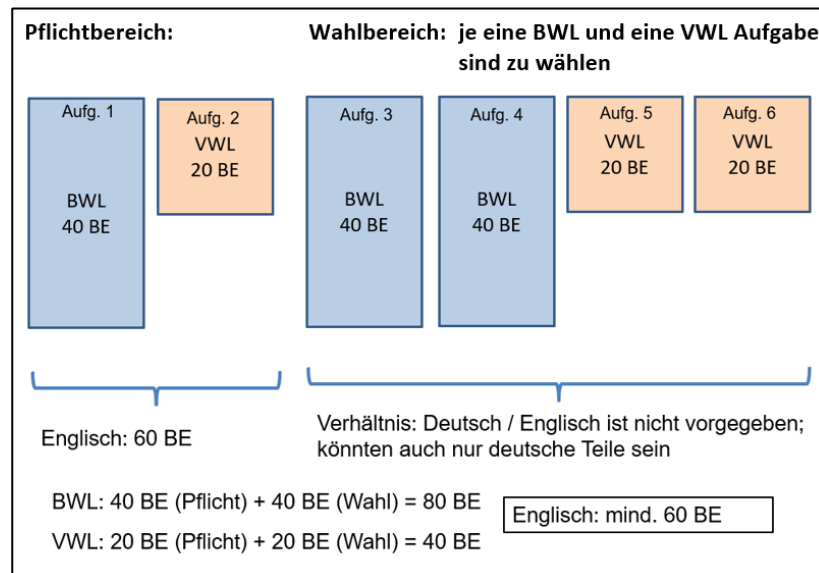 Pflichtbereich:
Wahlbereich: je eine BWL und eine VWL Aufgabe
sind zu wählen
Aufg. 1
BWL
40 BE
Aufg. 2
VWL
20 BE
Aufg. 3
BWL
40 BE
Aufg. 4
BWL
40 BE
Aufg. 5
VWL
20 BE
Aufg. 6
VWL
20 BE
Englisch: 60 BE
Verhältnis: Deutsch / Englisch ist nicht vorgegeben;
könnten auch nur deutsche Teile sein
BWL: 40 BE (Pflicht) + 40 BE (Wahl) = 80 BE
VWL: 20 BE (Pflicht) + 20 BE (Wahl) = 40 BE
Englisch: mind. 60 BE